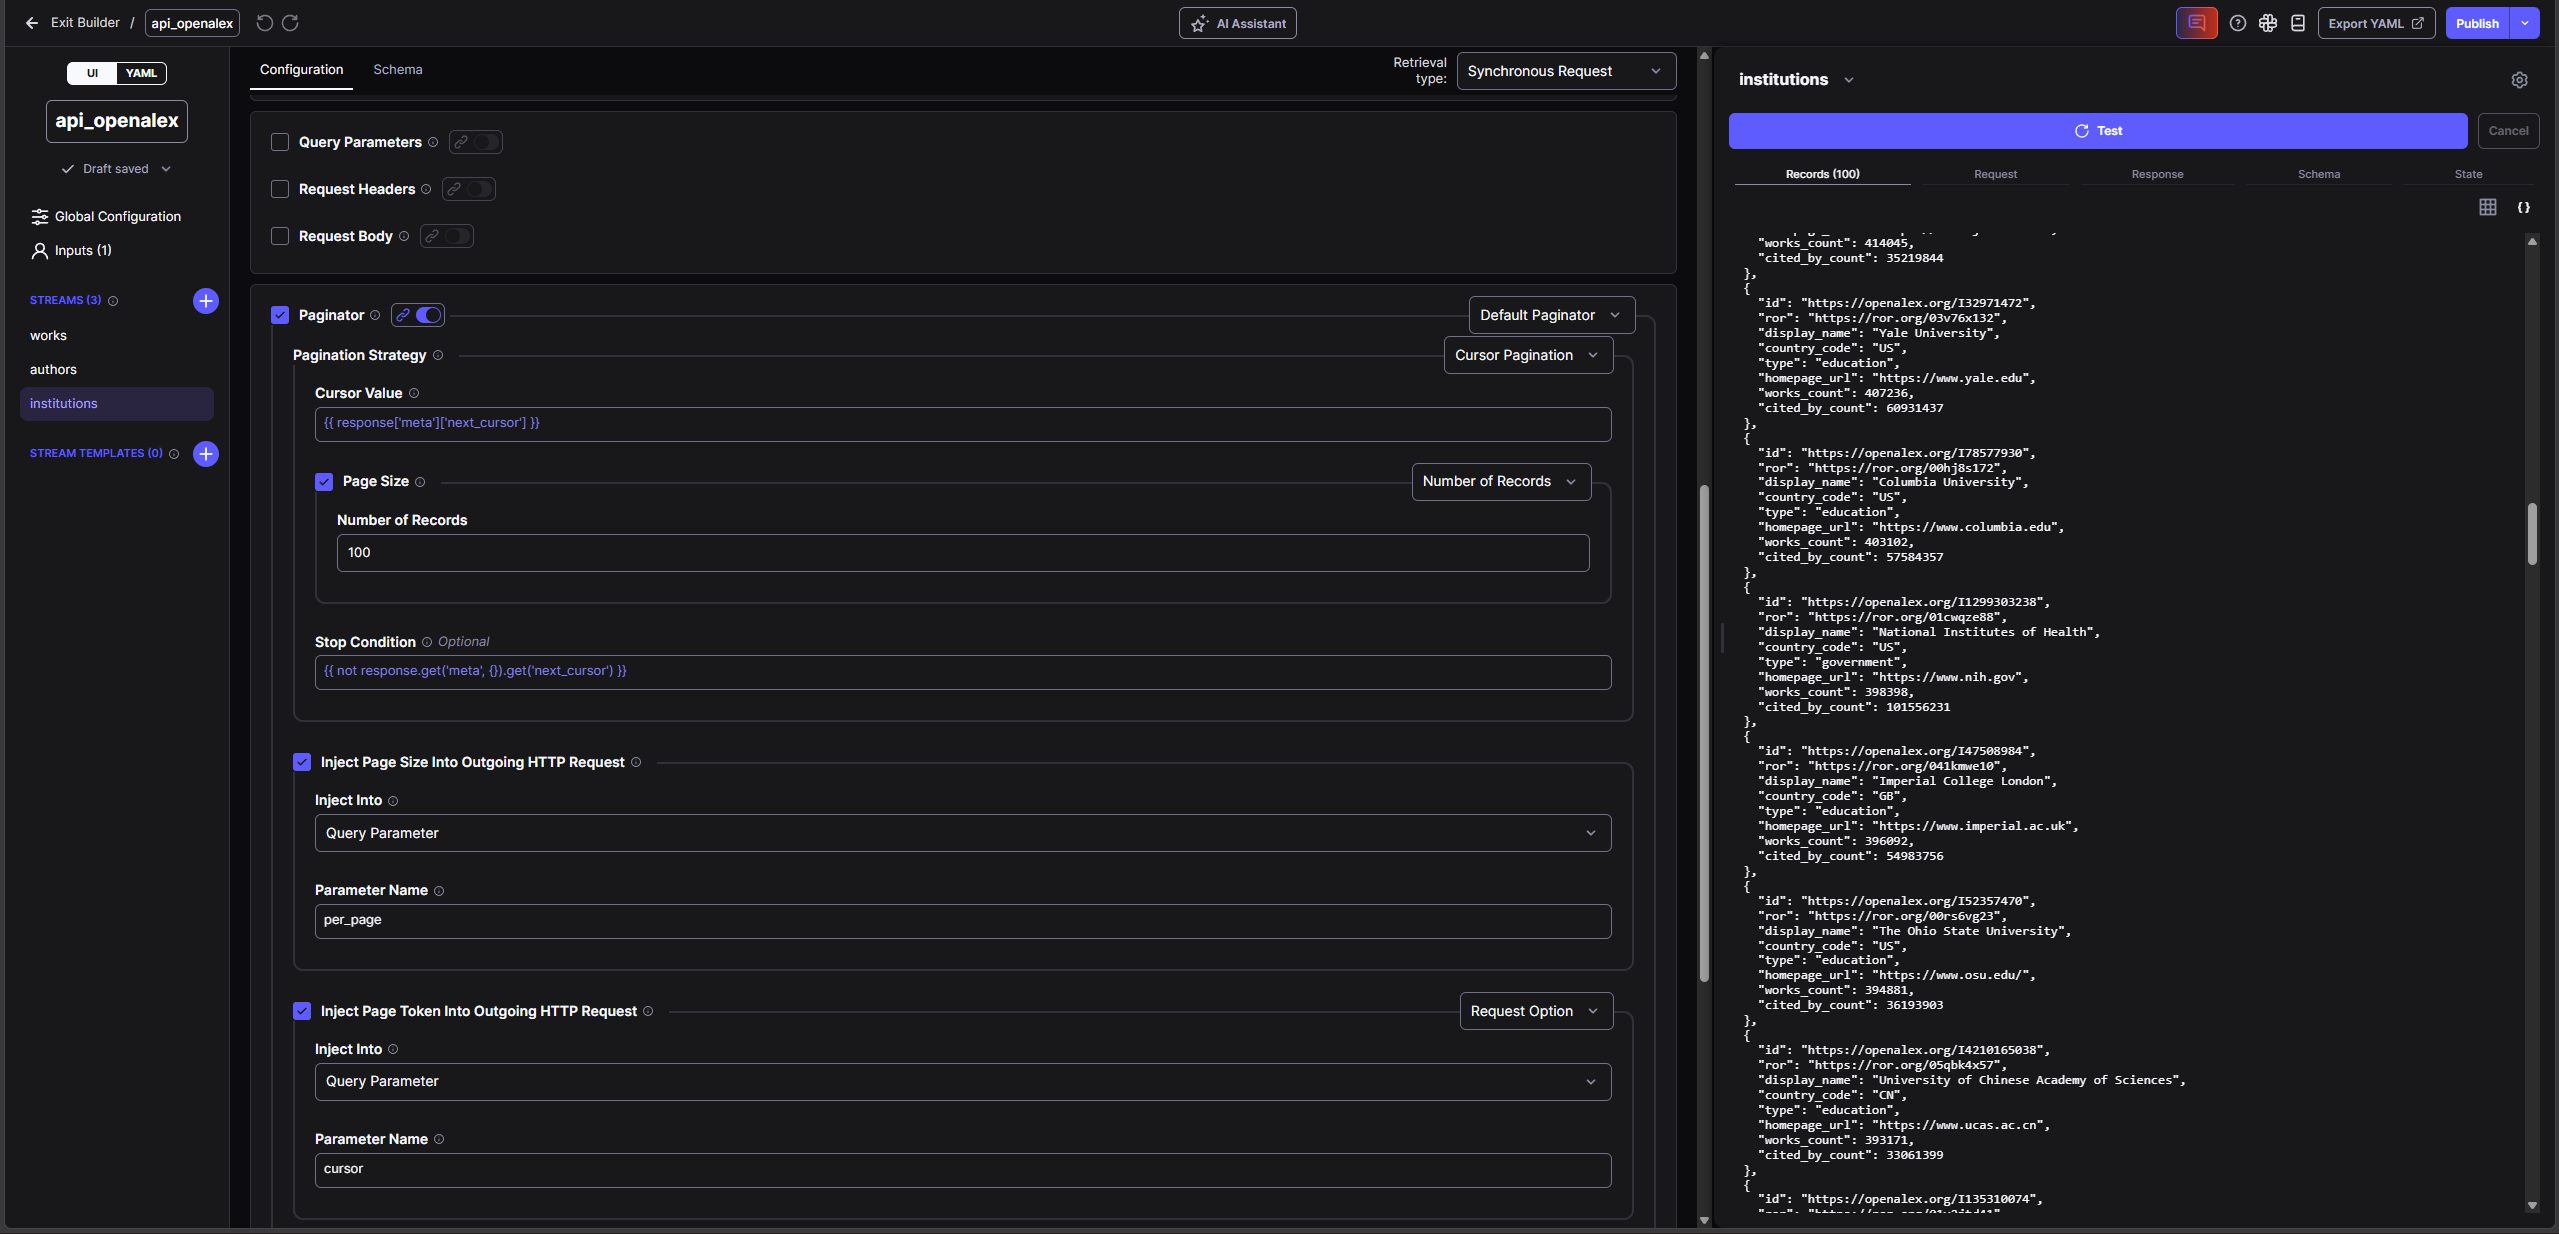 Exit Builder / api_openalex
AI Assistant
Export YAML
Publish
UI YAML
api_openalex
Draft saved
Global Configuration
Inputs (1)
STREAMS (3)
works
authors
institutions
STREAM TEMPLATES (0)
Configuration Schema
Retrieval type:
Synchronous Request
Query Parameters
Request Headers
Request Body
Paginator
Default Paginator
Pagination Strategy
Cursor Pagination
Cursor Value
{{ response['meta']['next_cursor'] }}
Page Size
Number of Records
Number of Records
100
Stop Condition Optional
{{ not response.get('meta', {}).get('next_cursor') }}
Inject Page Size Into Outgoing HTTP Request
Inject Into
Query Parameter
Parameter Name
per_page
Inject Page Token Into Outgoing HTTP Request
Request Option
Inject Into
Query Parameter
Parameter Name
cursor
institutions
Test
Cancel
Records (100) Request Response Schema State
"works_count": 414045,
"cited_by_count": 35219844
},
{
"id": "https://openalex.org/I32971472",
"ror": "https://ror.org/03v76x132",
"display_name": "Yale University",
"country_code": "US",
"type": "education",
"homepage_url": "https://www.yale.edu",
"works_count": 407236,
"cited_by_count": 60931437
},
{
"id": "https://openalex.org/I78577930",
"ror": "https://ror.org/00hj8s172",
"display_name": "Columbia University",
"country_code": "US",
"type": "education",
"homepage_url": "https://www.columbia.edu",
"works_count": 403102,
"cited_by_count": 57584357
},
{
"id": "https://openalex.org/I1299303238",
"ror": "https://ror.org/01cwqze88",
"display_name": "National Institutes of Health",
"country_code": "US",
"type": "government",
"homepage_url": "https://www.nih.gov",
"works_count": 398398,
"cited_by_count": 101556231
},
{
"id": "https://openalex.org/I47508984",
"ror": "https://ror.org/041kmwe10",
"display_name": "Imperial College London",
"country_code": "GB",
"type": "education",
"homepage_url": "https://www.imperial.ac.uk",
"works_count": 396092,
"cited_by_count": 54983756
},
{
"id": "https://openalex.org/I52357470",
"ror": "https://ror.org/00rs6vg23",
"display_name": "The Ohio State University",
"country_code": "US",
"type": "education",
"homepage_url": "https://www.osu.edu/",
"works_count": 394881,
"cited_by_count": 36193903
},
{
"id": "https://openalex.org/I4210165038",
"ror": "https://ror.org/05qbk4x57",
"display_name": "University of Chinese Academy of Sciences",
"country_code": "CN",
"type": "education",
"homepage_url": "https://www.ucas.ac.cn",
"works_count": 393171,
"cited_by_count": 33061399
},
{
"id": "https://openalex.org/I135310074",